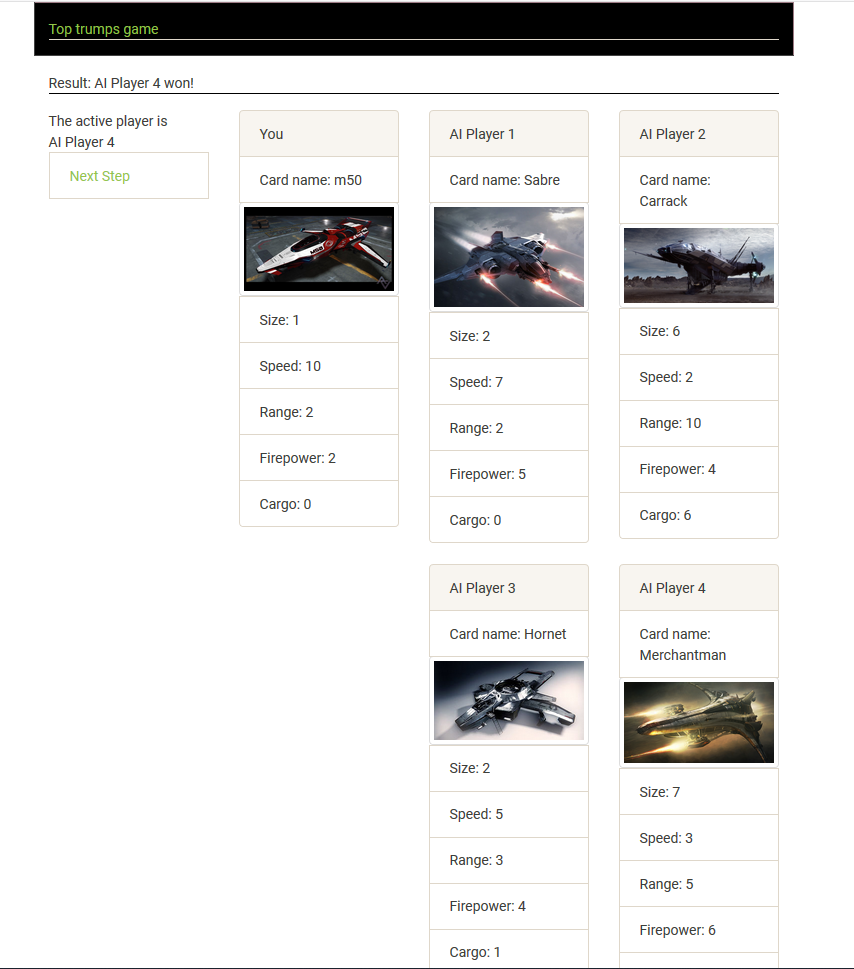 Top trumps game
Result: AI Player 4 won!
The active player is
AI Player 4
Next Step
You
Card name: m50
Size: 1
Speed: 10
Range: 2
Firepower: 2
Cargo: 0
AI Player 1
Card name: Sabre
Size: 2
Speed: 7
Range: 2
Firepower: 5
Cargo: 0
AI Player 2
Card name:
Carrack
Size: 6
Speed: 2
Range: 10
Firepower: 4
Cargo: 6
AI Player 3
Card name: Hornet
Size: 2
Speed: 5
Range: 3
Firepower: 4
Cargo: 1
AI Player 4
Card name:
Merchantman
Size: 7
Speed: 3
Range: 5
Firepower: 6